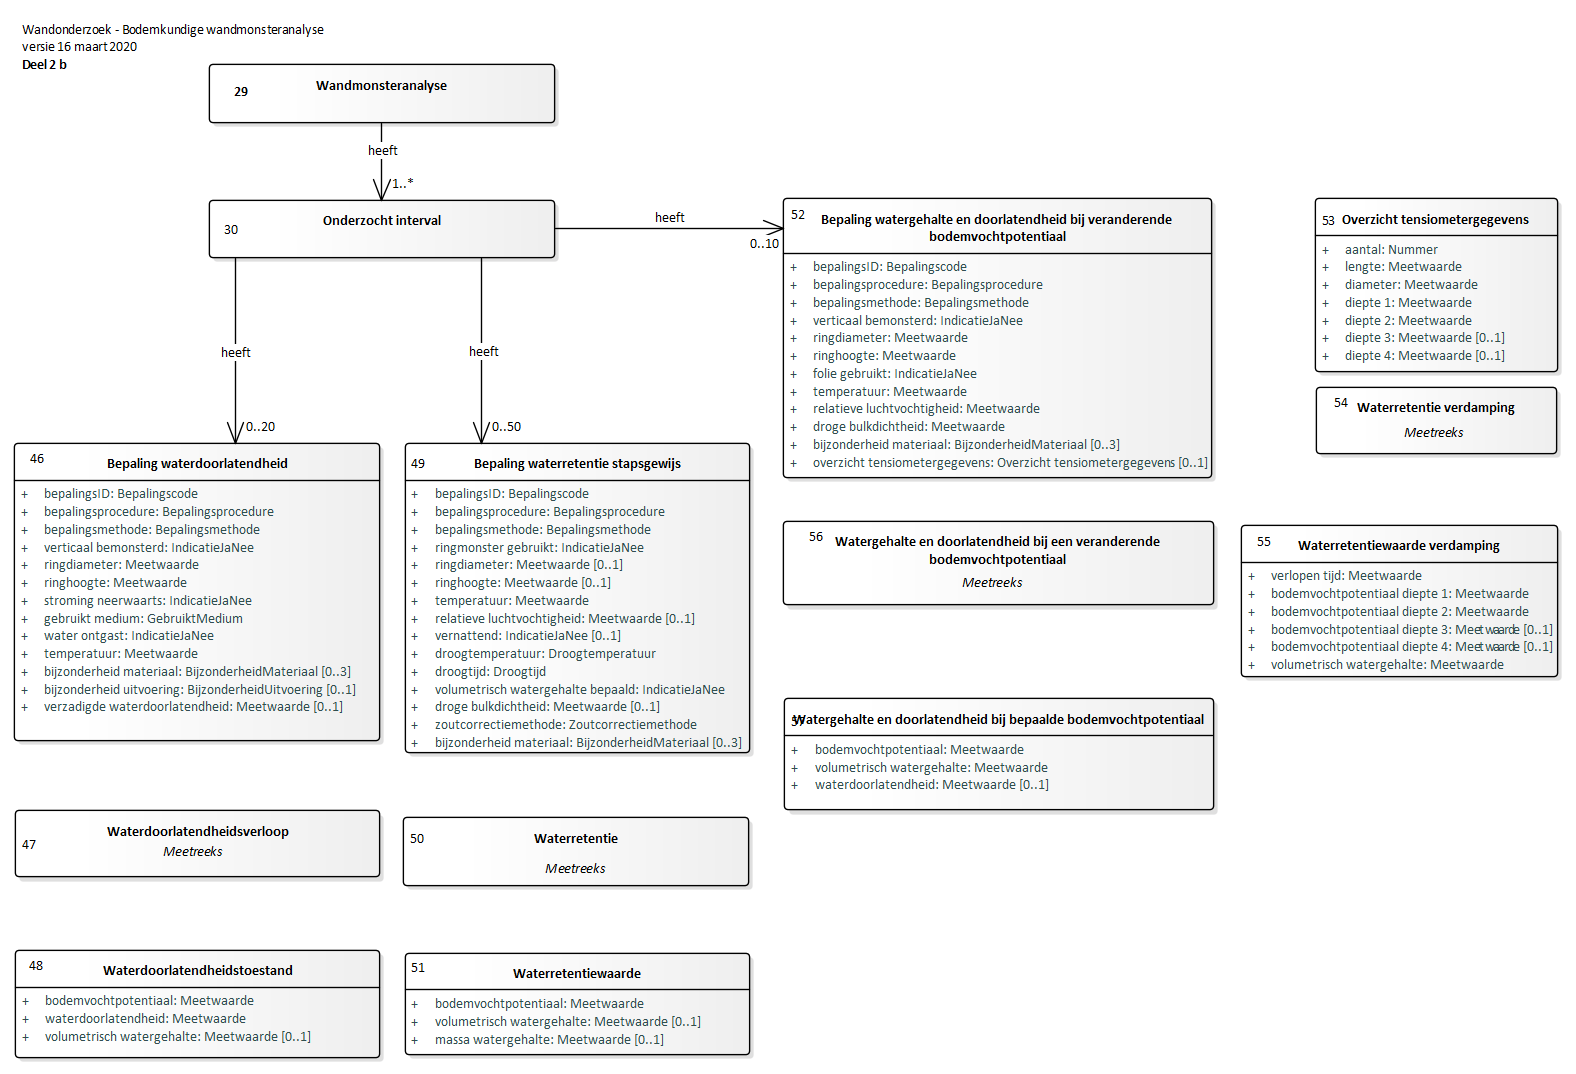 Wandonderzoek - Bodemkundige wandmonsteranalyse
versie 16 maart 2020
Deel 2 b
29
Wandmonsteranalyse
heeft
1..*
30
Onderzocht interval
heeft
0..10
heeft
0..20
heeft
0..50
52
Bepaling watergehalte en doorlatendheid bij veranderende
bodemvochtpotentiaal
+ bepalingsID: Bepalingscode
+ bepalingsprocedure: Bepalingsprocedure
+ bepalingsmethode: Bepalingsmethode
+ verticaal bemonsterd: IndicatieJaNee
+ ringdiameter: Meetwaarde
+ ringhoogte: Meetwaarde
+ folie gebruikt: IndicatieJaNee
+ temperatuur: Meetwaarde
+ relatieve luchtvochtigheid: Meetwaarde
+ droge bulkdichtheid: Meetwaarde
+ bijzonderheid materiaal: BijzonderheidMateriaal [0..3]
+ overzicht tensiometergegevens: Overzicht tensiometergegevens [0..1]
53 Overzicht tensiometergegevens
+ aantal: Nummer
+ lengte: Meetwaarde
+ diameter: Meetwaarde
+ diepte 1: Meetwaarde
+ diepte 2: Meetwaarde
+ diepte 3: Meetwaarde [0..1]
+ diepte 4: Meetwaarde [0..1]
54
Waterretentie verdamping
Meetreeks
46
Bepaling waterdoorlatendheid
+ bepalingsID: Bepalingscode
+ bepalingsprocedure: Bepalingsprocedure
+ bepalingsmethode: Bepalingsmethode
+ verticaal bemonsterd: IndicatieJaNee
+ ringdiameter: Meetwaarde
+ ringhoogte: Meetwaarde
+ stroming neerwaarts: IndicatieJaNee
+ gebruikt medium: GebruiktMedium
+ water ontgast: IndicatieJaNee
+ temperatuur: Meetwaarde
+ bijzonderheid materiaal: BijzonderheidMateriaal [0..3]
+ bijzonderheid uitvoering: BijzonderheidUitvoering [0..1]
+ verzadigde waterdoorlatendheid: Meetwaarde [0..1]
49
Bepaling waterretentie stapsgewijs
+ bepalingsID: Bepalingscode
+ bepalingsprocedure: Bepalingsprocedure
+ bepalingsmethode: Bepalingsmethode
+ ringmonster gebruikt: IndicatieJaNee
+ ringdiameter: Meetwaarde [0..1]
+ ringhoogte: Meetwaarde [0..1]
+ temperatuur: Meetwaarde
+ relatieve luchtvochtigheid: Meetwaarde [0..1]
+ vernattend: IndicatieJaNee [0..1]
+ droogtemperatuur: Droogtemperatuur
+ droogtijd: Droogtijd
+ volumetrisch watergehalte bepaald: IndicatieJaNee
+ droge bulkdichtheid: Meetwaarde [0..1]
+ zoutcorrectiemethode: Zoutcorrectiemethode
+ bijzonderheid materiaal: BijzonderheidMateriaal [0..3]
56
Watergehalte en doorlatendheid bij een veranderende
bodemvochtpotentiaal
Meetreeks
55
Waterretentiewaarde verdamping
+ verlopen tijd: Meetwaarde
+ bodemvochtpotentiaal diepte 1: Meetwaarde
+ bodemvochtpotentiaal diepte 2: Meetwaarde
+ bodemvochtpotentiaal diepte 3: Meetwaarde [0..1]
+ bodemvochtpotentiaal diepte 4: Meetwaarde [0..1]
+ volumetrisch watergehalte: Meetwaarde
Watergehalte en doorlatendheid bij bepaalde bodemvochtpotentiaal
+ bodemvochtpotentiaal: Meetwaarde
+ volumetrisch watergehalte: Meetwaarde
+ waterdoorlatendheid: Meetwaarde [0..1]
47
Waterdoorlatendheidsverloop
Meetreeks
50
Waterretentie
Meetreeks
48
Waterdoorlatendheidstoestand
+ bodemvochtpotentiaal: Meetwaarde
+ waterdoorlatendheid: Meetwaarde
+ volumetrisch watergehalte: Meetwaarde [0..1]
51
Waterretentiewaarde
+ bodemvochtpotentiaal: Meetwaarde
+ volumetrisch watergehalte: Meetwaarde [0..1]
+ massa watergehalte: Meetwaarde [0..1]